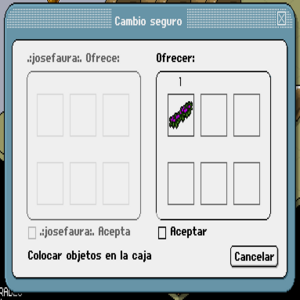 Cambio seguro
.:josefaura:. Ofrece: Ofrecer:
1
.:josefaura:. Acepta Aceptar
Colocar objetos en la caja Cancelar